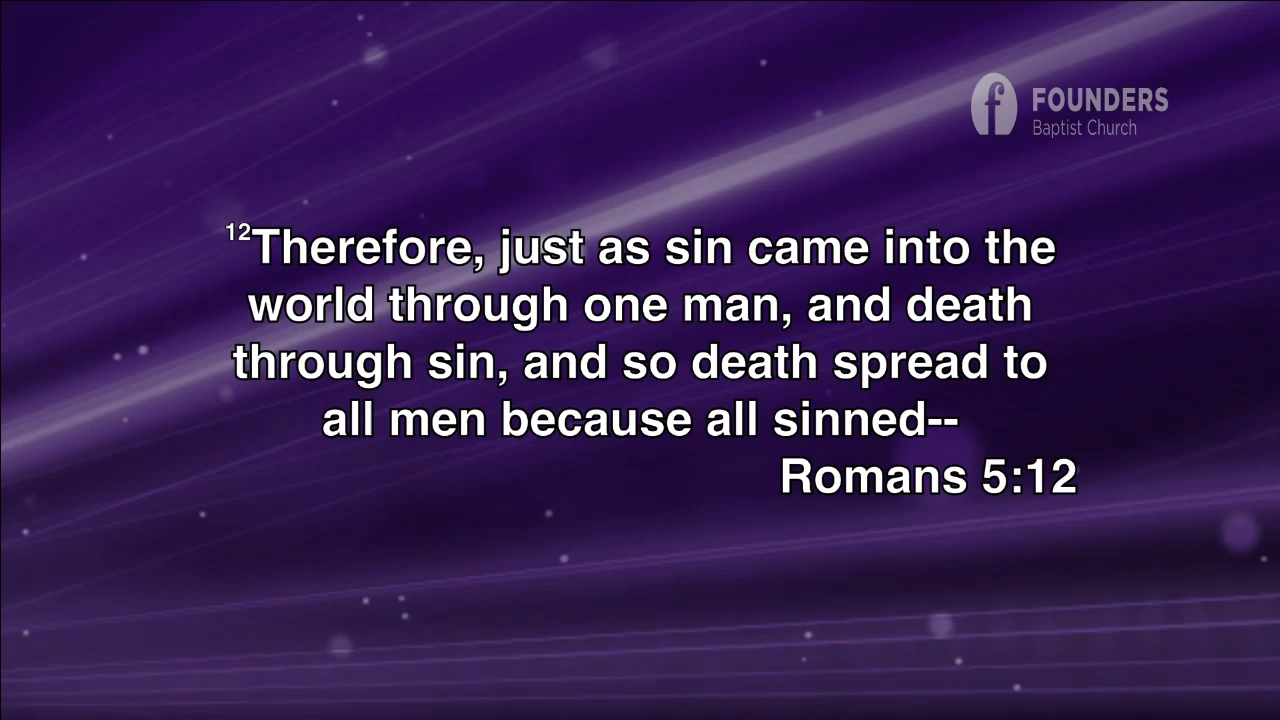 FOUNDERS
Baptist Church
12Therefore, just as sin came into the
world through one man, and death
through sin, and so death spread to
all men because all sinned--
Romans 5:12